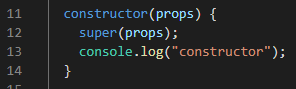 11 constructor(props) {
12 super(props);
13 console.log("constructor");
14 }